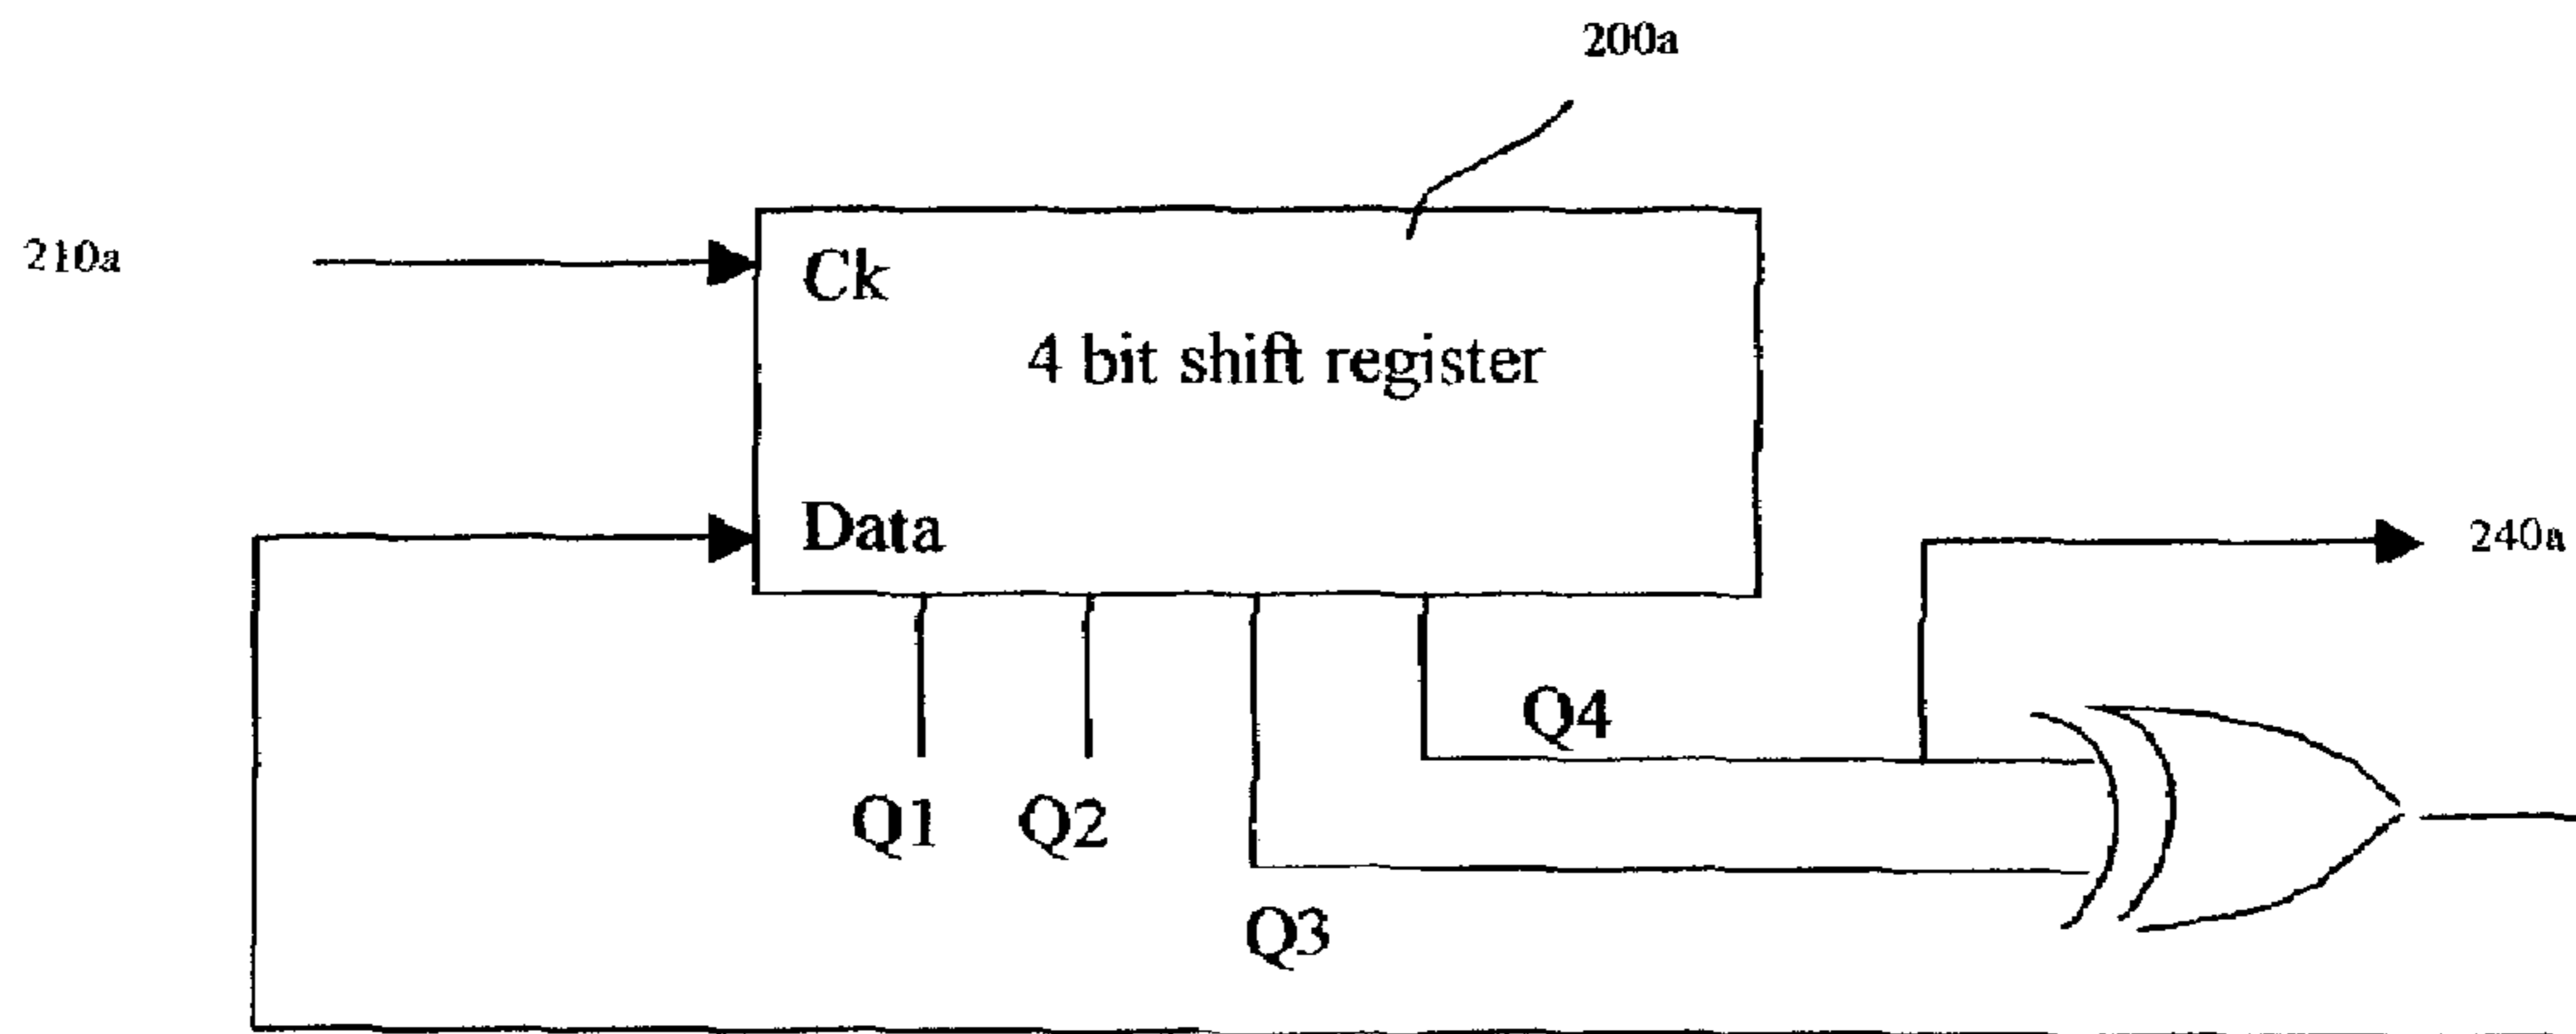 200a
210a
Ck
4 bit shift register
Data
240a
Q4
Q1
Q2
Q3